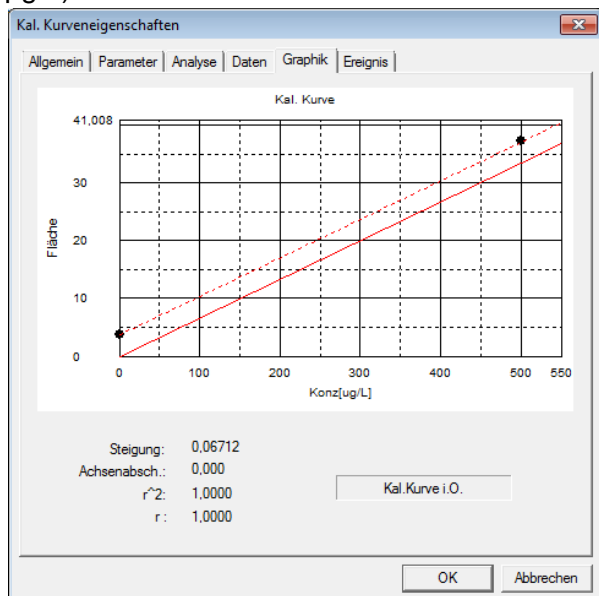 Kal. Kurveneigenschaften
Allgemein Parameter Analyse Daten Graphik Ereignis
Kal. Kurve
41,008
30
20
10
0
Fläche
0 100 200 300 400 500 550
Konz[ug/L]
Steigung: 0,06712
Achsenabsch.: 0,000
r^2: 1,0000
r : 1,0000
Kal.Kurve i.O.
OK Abbrechen